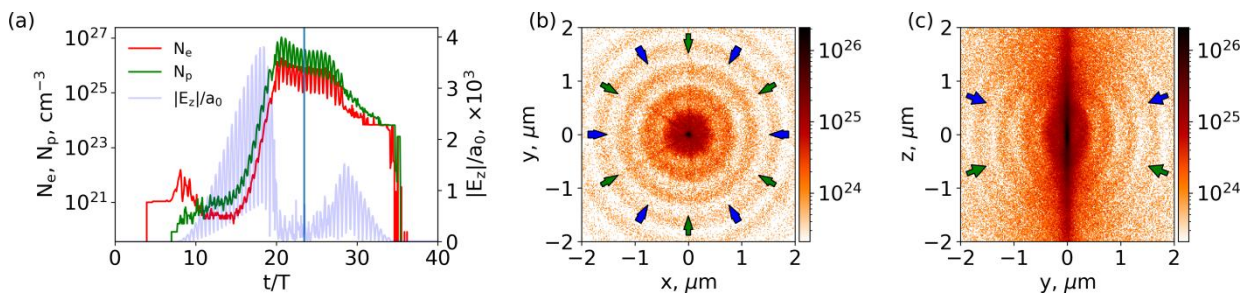 (a)
N_e, N_p, cm^{-3}
10^{27}
10^{25}
10^{23}
10^{21}
N_e
N_p
|E_z|/a_0
0 10 20 30 40
t/T
4
3
2
1
0
|E_z|/a_0, ×10^3
(b)
y, μm
2
1
0
−1
−2
−2 −1 0 1 2
x, μm
10^{26}
10^{25}
10^{24}
(c)
z, μm
2
1
0
−1
−2
−2 −1 0 1 2
y, μm
10^{26}
10^{25}
10^{24}